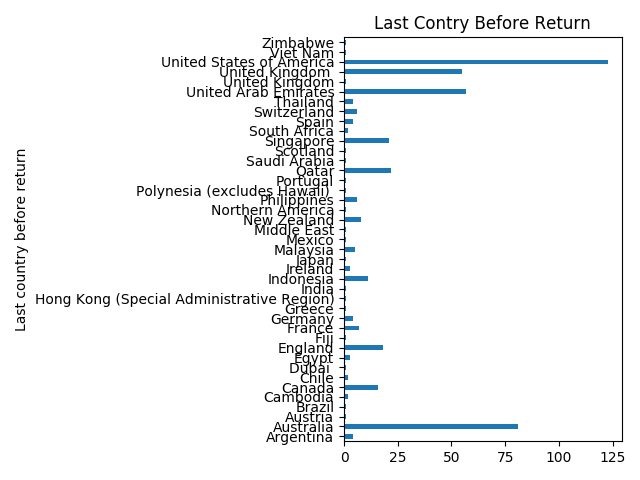 Last Contry Before Return
Zimbabwe
Viet Nam
United States of America
United Kingdom
United Kingdom
United Arab Emirates
Thailand
Switzerland
Spain
South Africa
Singapore
Scotland
Saudi Arabia
Qatar
Portugal
Polynesia (excludes Hawaii)
Philippines
Northern America
New Zealand
Middle East
Mexico
Malaysia
Japan
Ireland
Indonesia
India
Hong Kong (Special Administrative Region)
Greece
Germany
France
Fiji
England
Egypt
Dubai
Chile
Canada
Cambodia
Brazil
Austria
Australia
Argentina
Last country before return
0 25 50 75 100 125